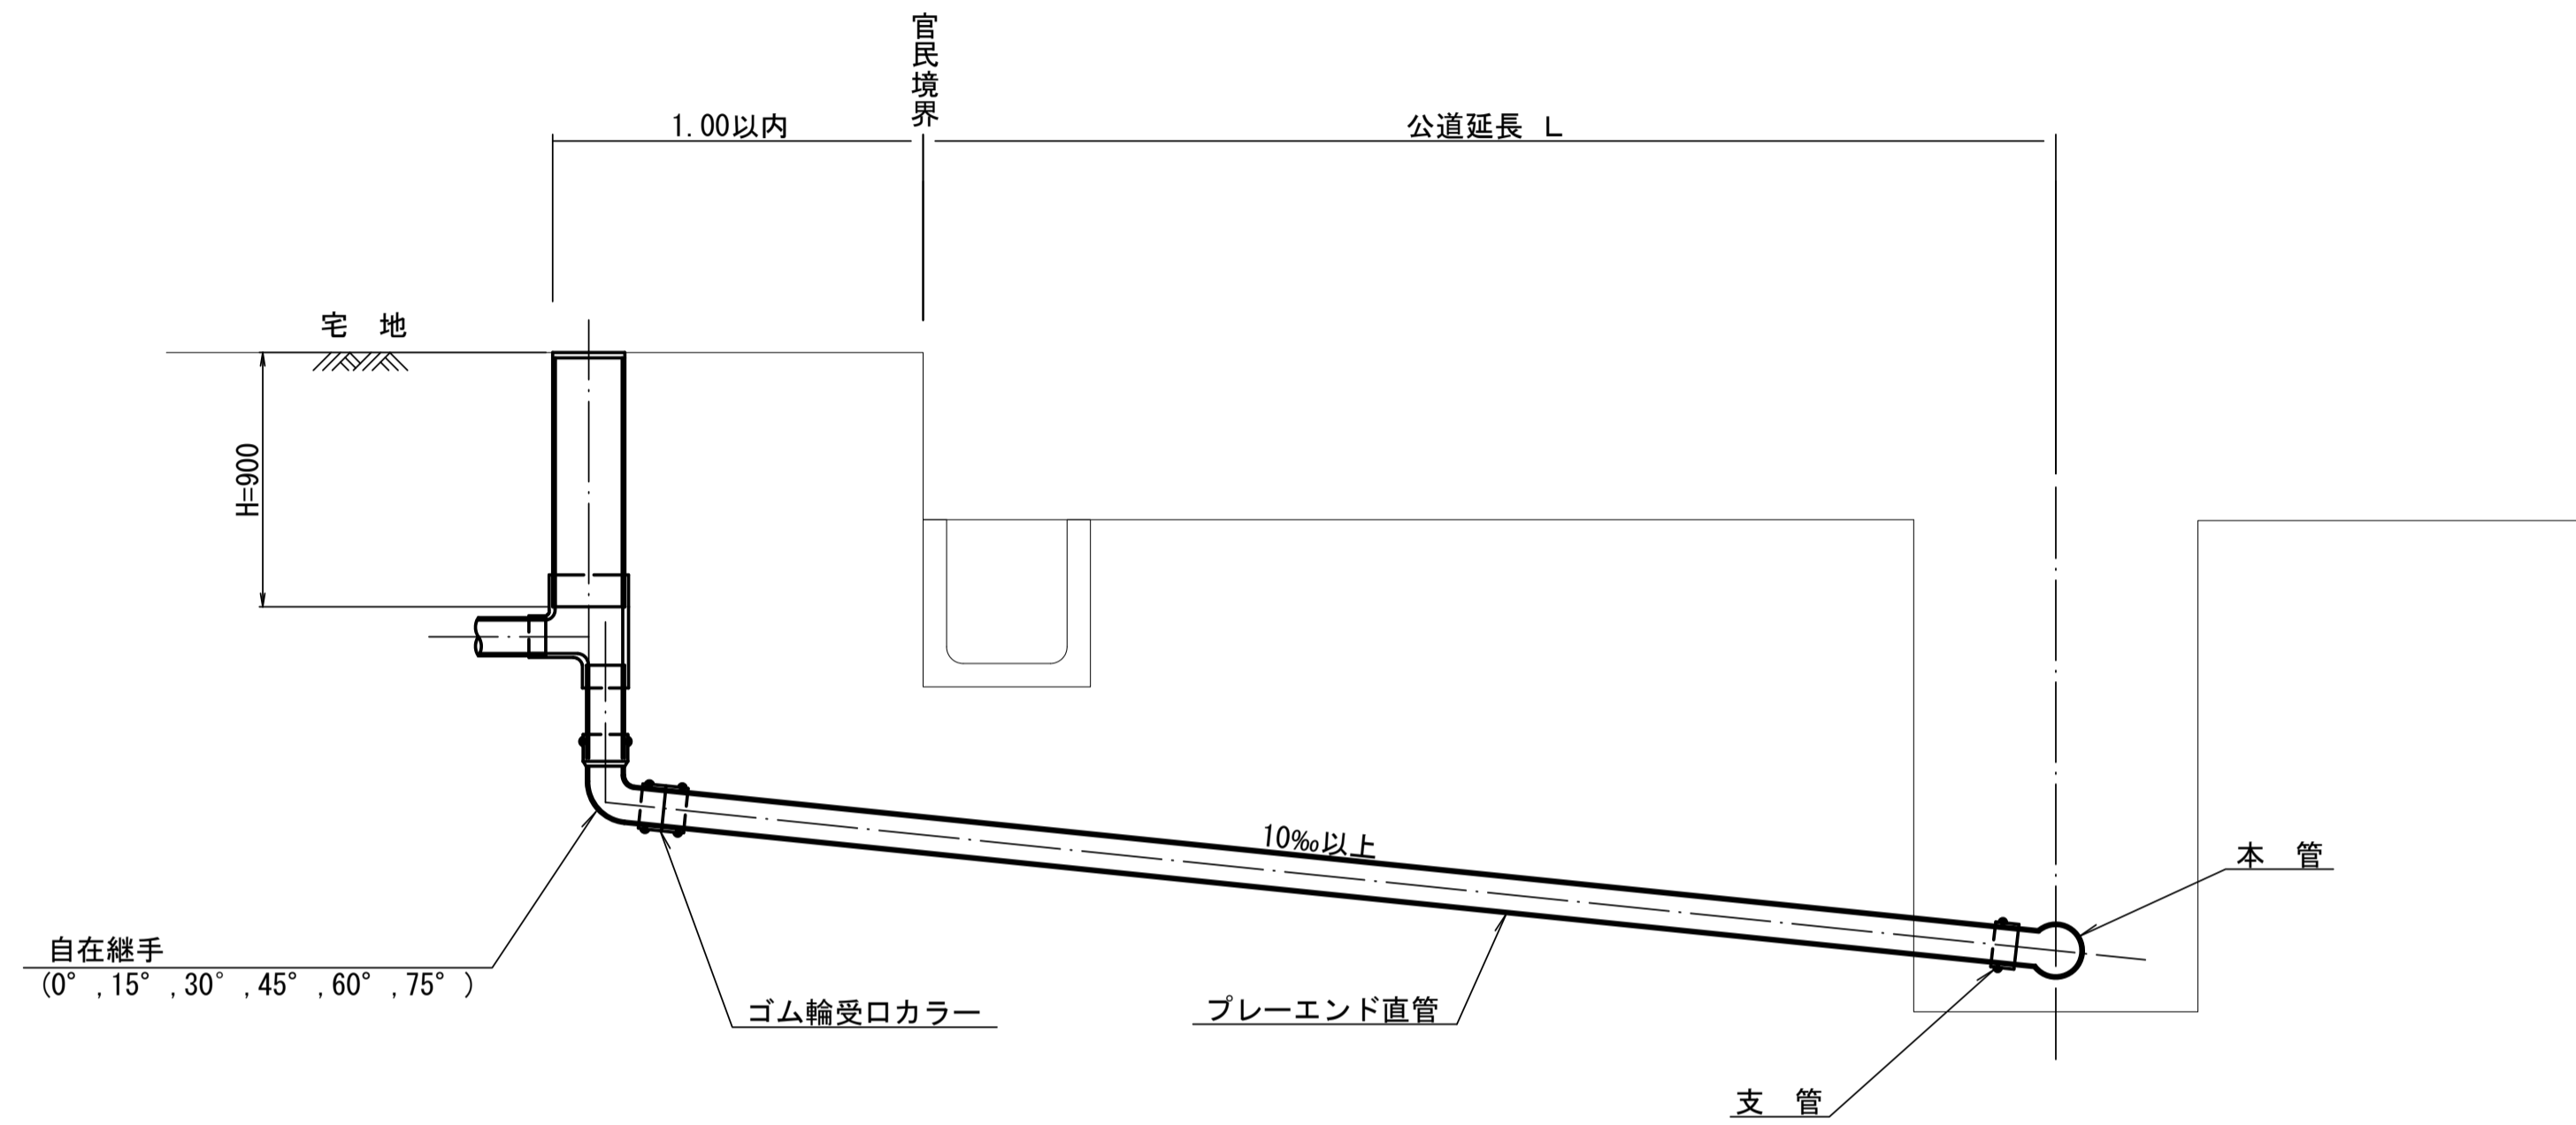 官民境界
1.00以内
公道延長 L
宅 地
H=900
10‰以上
本 管
自在継手
(0°,15°,30°,45°,60°,75°)
ゴム輪受口カラー
プレーエンド直管
支 管